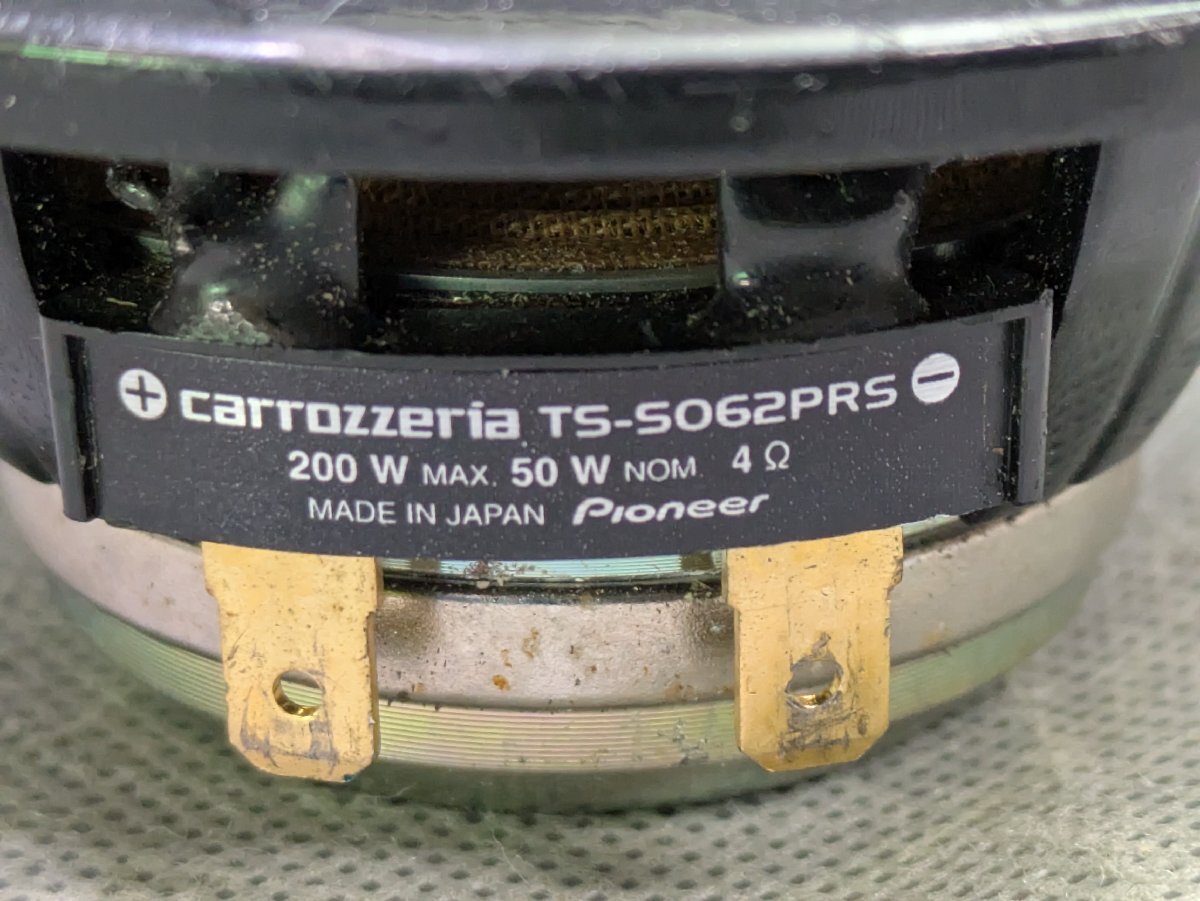 ⊕ carrozzeria TS-S062PRS ⊖
200 W MAX. 50 W NOM. 4 Ω
MADE IN JAPAN Pioneer